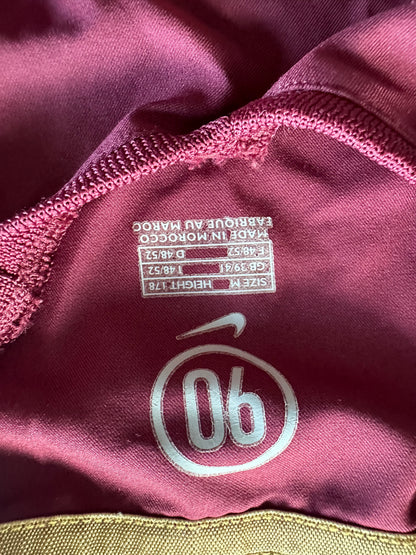 90
SIZE M HEIGHT 178
GB 39/41 I 48/52
F 48/52 D 48/52
MADE IN MOROCCO
FABRIQUE AU MAROC